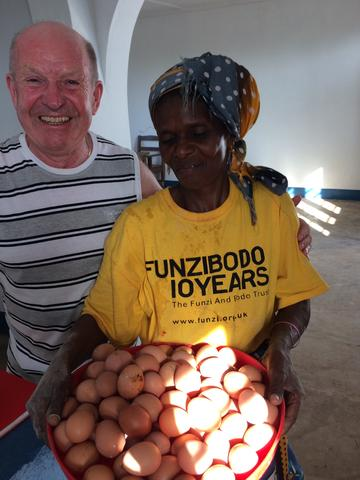 FUNZIBODO
10YEARS
The Funzi And Bodo Trust
www.funzi.org.uk